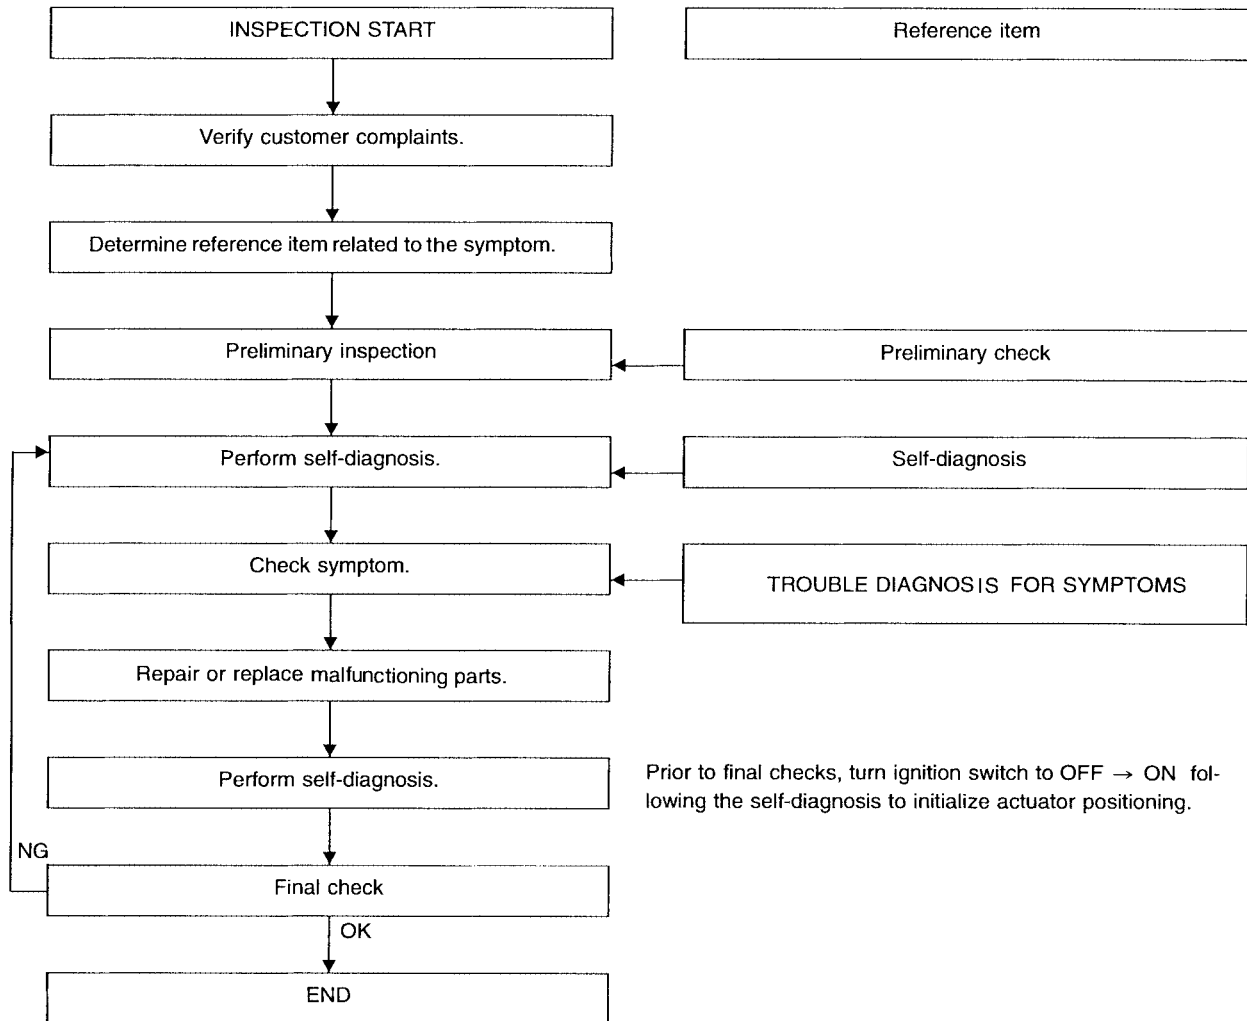 INSPECTION START
Reference item
Verify customer complaints.
Determine reference item related to the symptom.
Preliminary inspection
Preliminary check
Perform self-diagnosis.
Self-diagnosis
Check symptom.
TROUBLE DIAGNOSIS FOR SYMPTOMS
Repair or replace malfunctioning parts.
Perform self-diagnosis.
Prior to final checks, turn ignition switch to OFF → ON fol-
lowing the self-diagnosis to initialize actuator positioning.
NG
Final check
OK
END